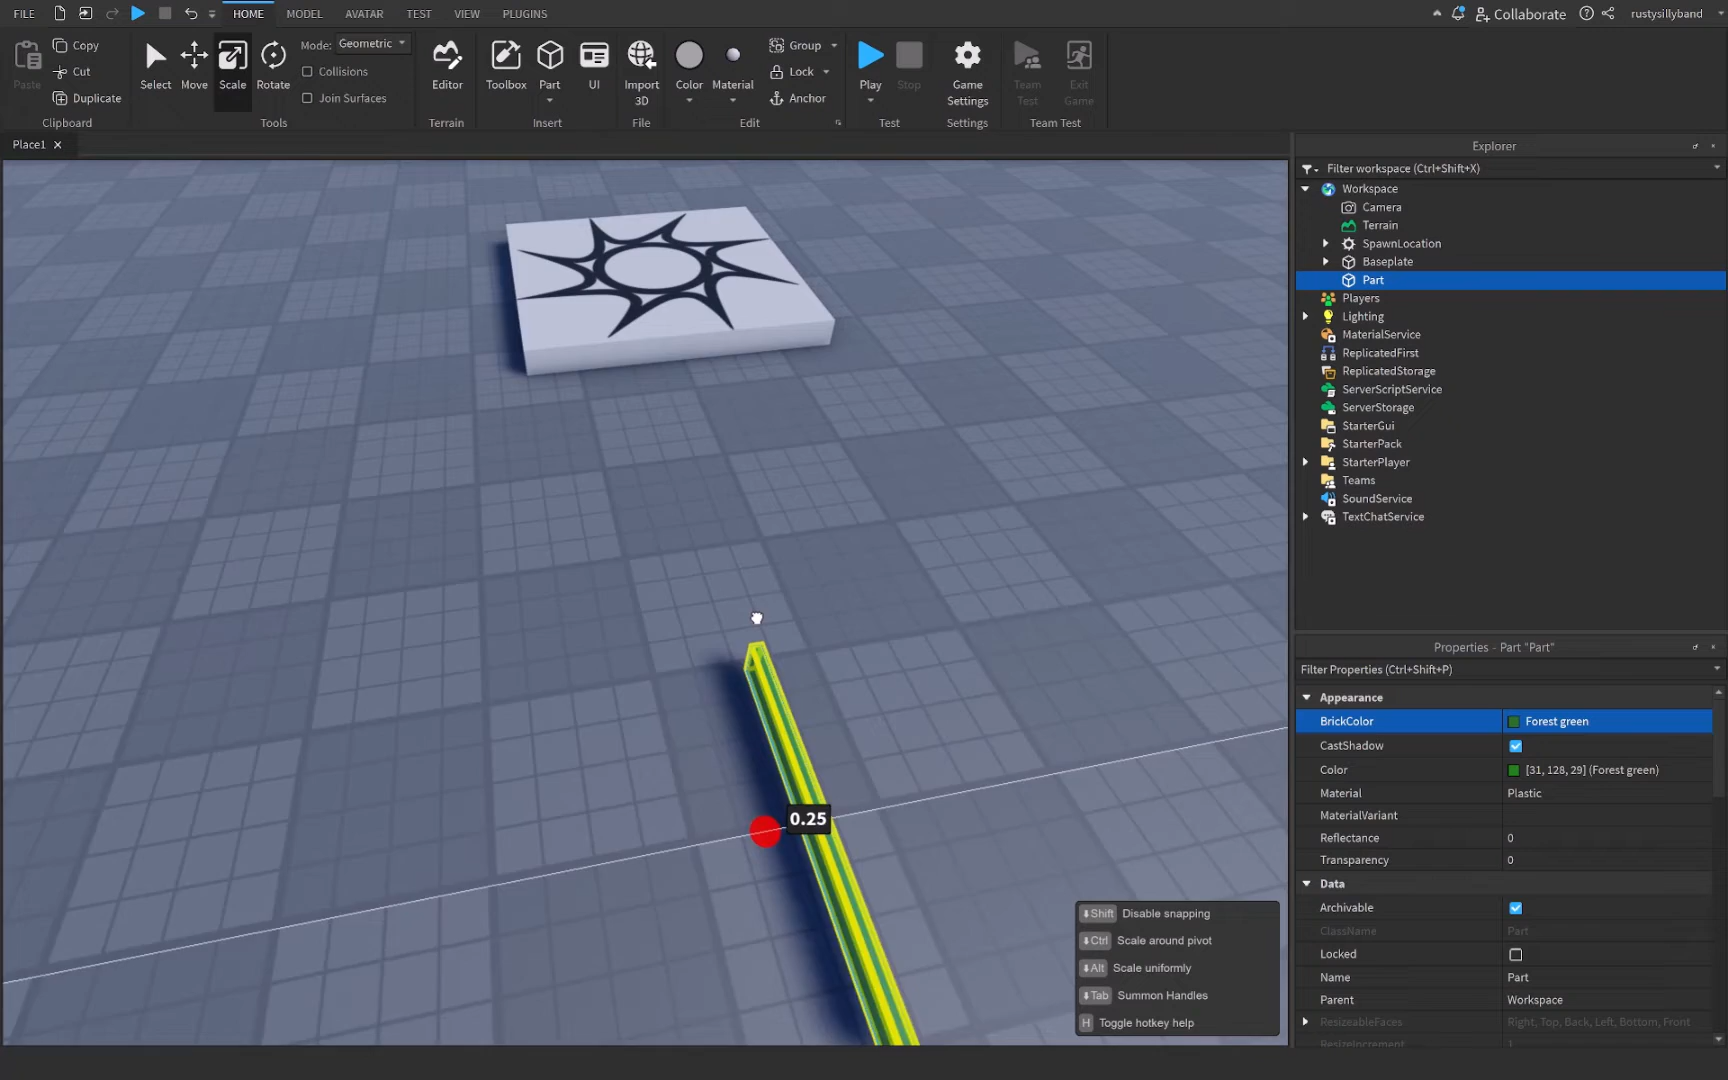 FILE
HOME
MODEL
AVATAR
TEST
VIEW
PLUGINS
Collaborate
rustysillyband
Paste
Copy
Cut
Duplicate
Clipboard
Select
Move
Scale
Rotate
Mode: Geometric
Collisions
Join Surfaces
Tools
Editor
Terrain
Toolbox
Part
UI
Insert
Import
3D
File
Color
Material
Group
Lock
Anchor
Edit
Play
Stop
Test
Game
Settings
Settings
Team
Test
Exit
Game
Team Test
Place1
0.25
Shift Disable snapping
Ctrl Scale around pivot
Alt Scale uniformly
Tab Summon Handles
H Toggle hotkey help
Explorer
Filter workspace (Ctrl+Shift+X)
Workspace
Camera
Terrain
SpawnLocation
Baseplate
Part
Players
Lighting
MaterialService
ReplicatedFirst
ReplicatedStorage
ServerScriptService
ServerStorage
StarterGui
StarterPack
StarterPlayer
Teams
SoundService
TextChatService
Properties - Part "Part"
Filter Properties (Ctrl+Shift+P)
Appearance
BrickColor Forest green
CastShadow
Color [31, 128, 29] (Forest green)
Material Plastic
MaterialVariant
Reflectance 0
Transparency 0
Data
Archivable
ClassName Part
Locked
Name Part
Parent Workspace
ResizeableFaces Right, Top, Back, Left, Bottom, Front
ResizeIncrement 1